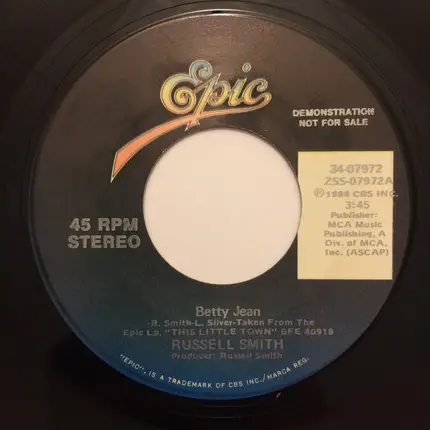 Epic
DEMONSTRATION
NOT FOR SALE
34-07972
ZSS-07972A
Ⓟ1988 CBS INC.
3:45
Publisher:
MCA Music
Publishing, A
Div. of MCA,
Inc. (ASCAP)
45 RPM
STEREO
Betty Jean
-R. Smith-L. Silver-Taken From The
Epic Lp. "THIS LITTLE TOWN" BFE 40919
RUSSELL SMITH
Producer: Russell Smith
"EPIC", IS A TRADEMARK OF CBS INC./MARCA REG.